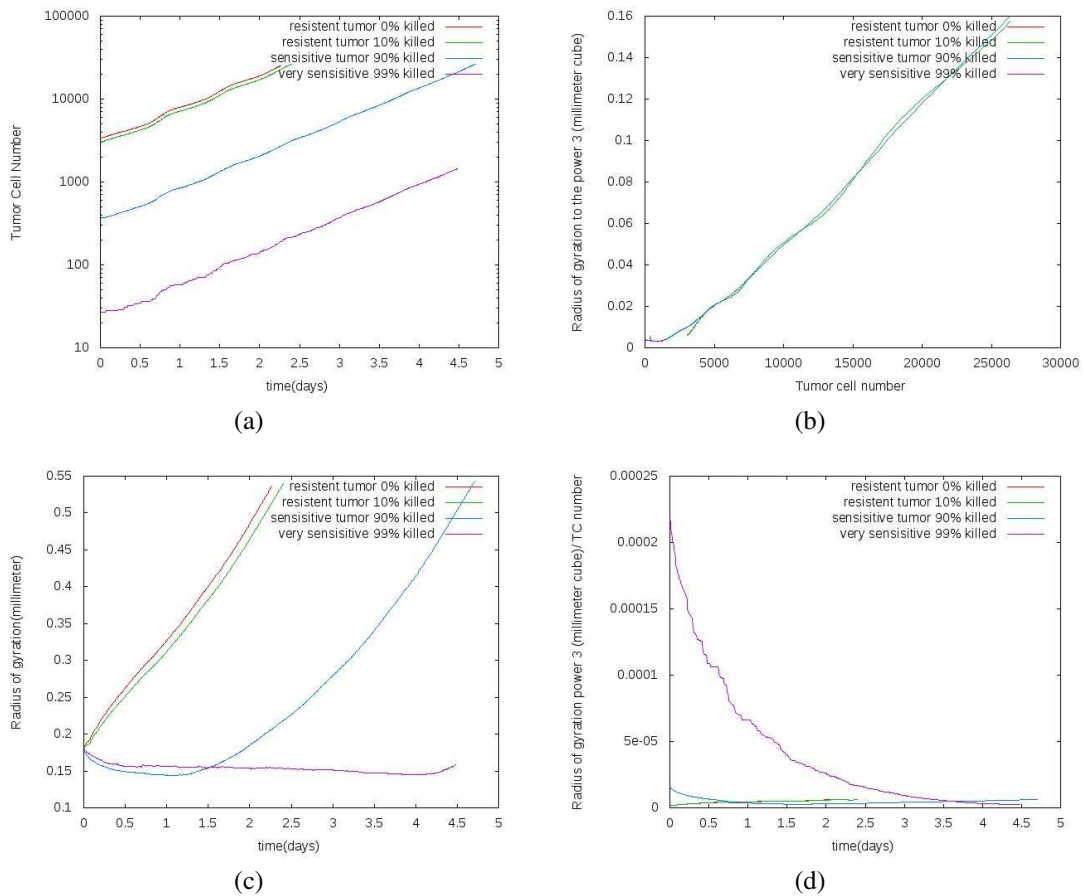 100000
10000
1000
100
10
Tumor Cell Number
resistent tumor 0% killed
resistent tumor 10% killed
sensisitive tumor 90% killed
very sensisitive 99% killed
0 0.5 1 1.5 2 2.5 3 3.5 4 4.5 5
time(days)
(a)
0.16
0.14
0.12
0.1
0.08
0.06
0.04
0.02
0
Radius of gyration to the power 3 (millimeter cube)
resistent tumor 0% killed
resistent tumor 10% killed
sensisitive tumor 90% killed
very sensisitive 99% killed
0 5000 10000 15000 20000 25000 30000
Tumor cell number
(b)
0.55
0.5
0.45
0.4
0.35
0.3
0.25
0.2
0.15
0.1
Radius of gyration(millimeter)
resistent tumor 0% killed
resistent tumor 10% killed
sensisitive tumor 90% killed
very sensisitive 99% killed
0 0.5 1 1.5 2 2.5 3 3.5 4 4.5 5
time(days)
(c)
0.00025
0.0002
0.00015
0.0001
5e-05
0
Radius of gyration power 3 (millimeter cube)/ TC number
resistent tumor 0% killed
resistent tumor 10% killed
sensisitive tumor 90% killed
very sensisitive 99% killed
0 0.5 1 1.5 2 2.5 3 3.5 4 4.5 5
time(days)
(d)